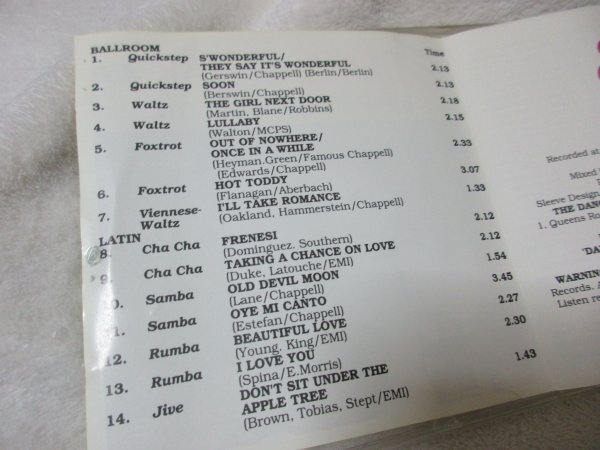 BALLROOM Time
1. Quickstep S'WONDERFUL/
THEY SAY IT'S WONDERFUL 2.13
(Gerswin/Chappell) (Berlin/Berlin)
2. Quickstep SOON 2.13
(Berswin/Chappell)
3. Waltz THE GIRL NEXT DOOR 2.18
(Martin, Blane/Robbins)
4. Waltz LULLABY 2.15
(Walton/MCPS)
5. Foxtrot OUT OF NOWHERE/
ONCE IN A WHILE 2.33
(Heyman.Green/Famous Chappell)
(Edwards/Chappell)
6. Foxtrot HOT TODDY 3.07
(Flanagan/Aberbach)
7. Viennese- I'LL TAKE ROMANCE 1.33
Waltz (Oakland, Hammerstein/Chappell)
LATIN
8. Cha Cha FRENESI 2.12
(Dominguez. Southern)
9. Cha Cha TAKING A CHANCE ON LOVE 2.12
(Duke, Latouche/EMI)
0. Samba OLD DEVIL MOON 1.54
(Lane/Chappell)
1. Samba OYE MI CANTO 3.45
(Estefan/Chappell)
12. Rumba BEAUTIFUL LOVE 2.27
(Young. King/EMI)
13. Rumba I LOVE YOU 2.30
(Spina/E.Morris)
14. Jive DON'T SIT UNDER THE
APPLE TREE 1.43
(Brown, Tobias, Stept/EMI)
Recorded at
Mixed
Sleeve Design
THE DANC
1. Queens Ro
'DA
WARNING
Records. A
Listen re